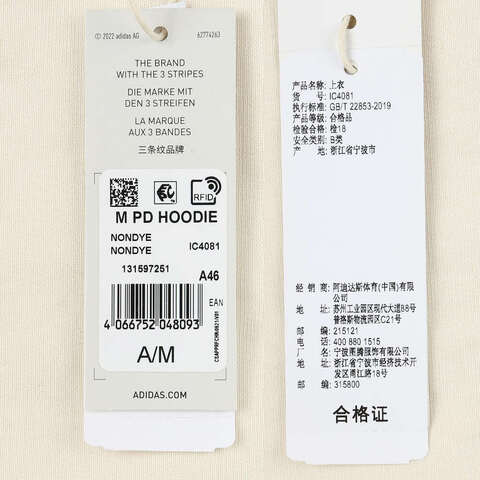 © 2022 adidas AG
62774263
THE BRAND
WITH THE 3 STRIPES
DIE MARKE MIT
DEN 3 STREIFEN
LA MARQUE
AUX 3 BANDES
三条纹品牌
RFID
M PD HOODIE
NONDYE
NONDYE
IC4081
131597251
A46
EAN
4 066752 048093
A/M
ADIDAS.COM
产品名称: 上衣
货 号: IC4081
执行标准: GB/T 22853-2019
产品等级: 合格品
检验合格: 检18
安全类别: B类
产 地: 浙江省宁波市
经 销 商: 阿迪达斯体育(中国)有限
公司
地 址: 苏州工业园区现代大道88号
普洛斯物流园区C21号
邮 编: 215121
电 话: 400 880 1515
厂 名: 宁波图腾服饰有限公司
地 址: 浙江省宁波市经济技术开
发区甬江路18号
邮 编: 315800
合格证